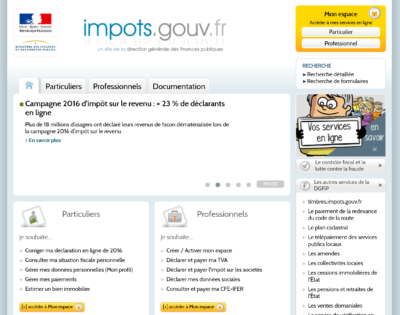 Liberté • Égalité • Fraternité
RÉPUBLIQUE FRANÇAISE
MINISTÈRE DES FINANCES
ET DES COMPTES PUBLICS
impots.gouv.fr
un site de la direction générale des finances publiques
Mon espace
Accéder à mes services en ligne
Particulier
Professionnel
RECHERCHE
Recherche détaillée
Recherche de formulaires
Particuliers
Professionnels
Documentation
Campagne 2016 d'impôt sur le revenu : + 23 % de déclarants
en ligne
Plus de 18 millions d'usagers ont déclaré leurs revenus de façon dématérialisée lors de
la campagne 2016 d'impôt sur le revenu.
› En savoir plus
PAUSE
Vos
services
en ligne
en
savoir
Le contrôle fiscal et la
lutte contre la fraude
Les autres services de la
DGFiP
timbres.impots.gouv.fr
Le paiement de la redevance
du code de la route
Le plan cadastral
Le télépaiement des services
publics locaux
Les amendes
Les collectivités locales
Les cessions immobilières de
l'État
Les pensions et retraites de
l'État
Les ventes domaniales
Particuliers
Je souhaite...
Corriger ma déclaration en ligne de 2016
Consulter ma situation fiscale personnelle
Gérer mes données personnelles (Mon profil)
Gérer mes paiements
Estimer un bien immobilier
[+] accéder à Mon espace
Professionnels
Je souhaite...
Créer / Activer mon espace
Déclarer et payer ma TVA
Déclarer et payer l'impôt sur les sociétés
Déclarer mes données sociales
Déclarer et payer ma CFE-IFER
[+] accéder à Mon espace